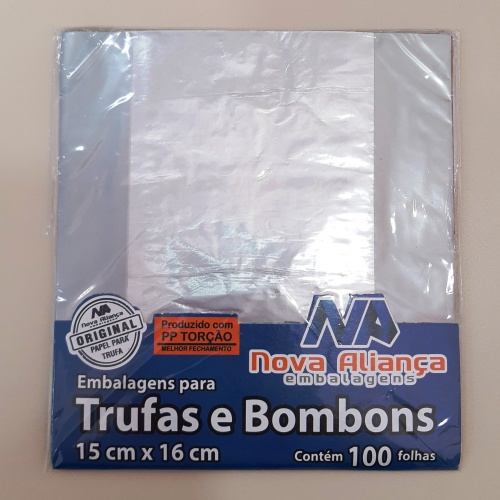 NA
Nova Aliança
ORIGINAL
PAPEL PARA
TRUFA
Produzido com
PP TORÇÃO
MELHOR FECHAMENTO
NA
Nova Aliança
embalagens
Embalagens para
Trufas e Bombons
15 cm x 16 cm
Contém 100 folhas